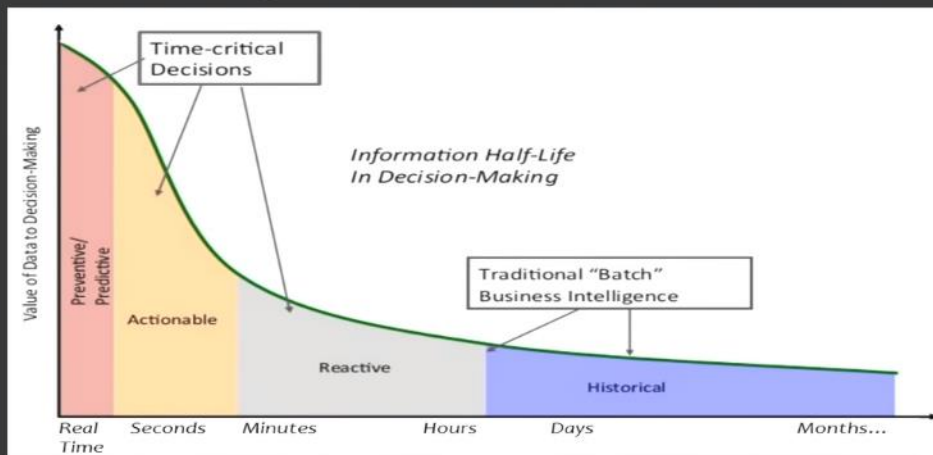 Time-critical
Decisions
Information Half-Life
In Decision-Making
Value of Data to Decision-Making
Preventive/
Predictive
Actionable
Traditional “Batch”
Business Intelligence
Reactive
Historical
Real
Time
Seconds
Minutes
Hours
Days
Months...